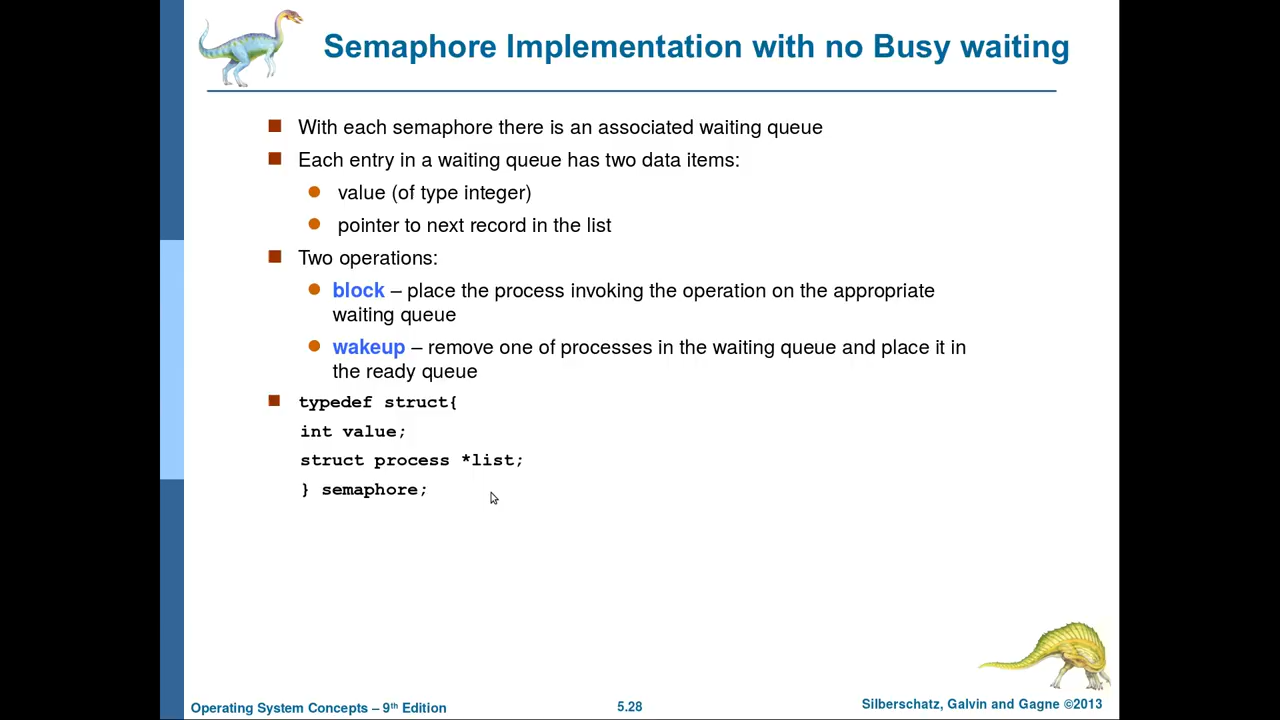 Semaphore Implementation with no Busy waiting
With each semaphore there is an associated waiting queue
Each entry in a waiting queue has two data items:
value (of type integer)
pointer to next record in the list
Two operations:
block – place the process invoking the operation on the appropriate
waiting queue
wakeup – remove one of processes in the waiting queue and place it in
the ready queue
typedef struct{
int value;
struct process *list;
} semaphore;
Operating System Concepts – 9th Edition
5.28
Silberschatz, Galvin and Gagne ©2013